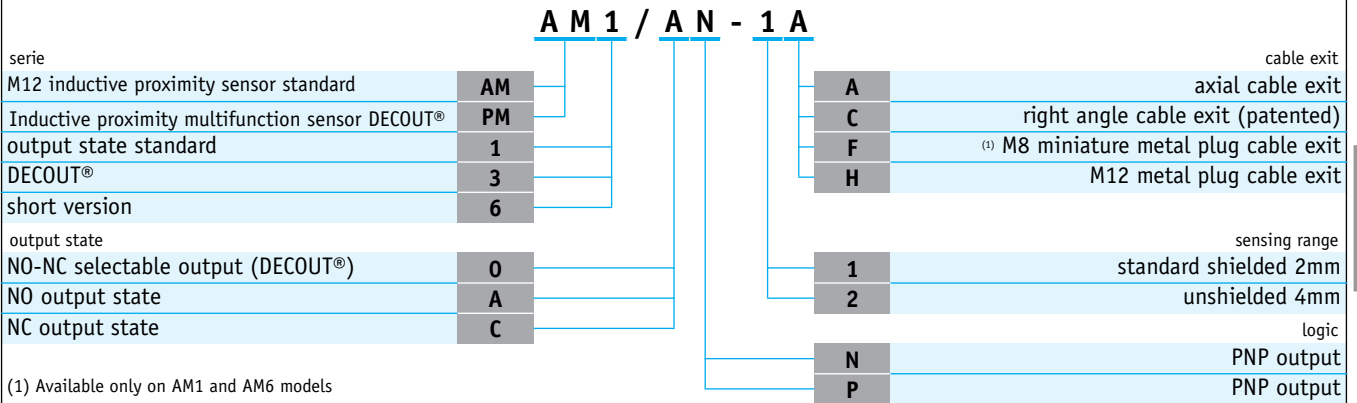 AM1/AN-1A
serie
M12 inductive proximity sensor standard AM
Inductive proximity multifunction sensor DECOUT® PM
output state standard 1
DECOUT® 3
short version 6
output state
NO-NC selectable output (DECOUT®) 0
NO output state A
NC output state C
(1) Available only on AM1 and AM6 models
cable exit
A axial cable exit
C right angle cable exit (patented)
F (1) M8 miniature metal plug cable exit
H M12 metal plug cable exit
sensing range
1 standard shielded 2mm
2 unshielded 4mm
logic
N PNP output
P PNP output